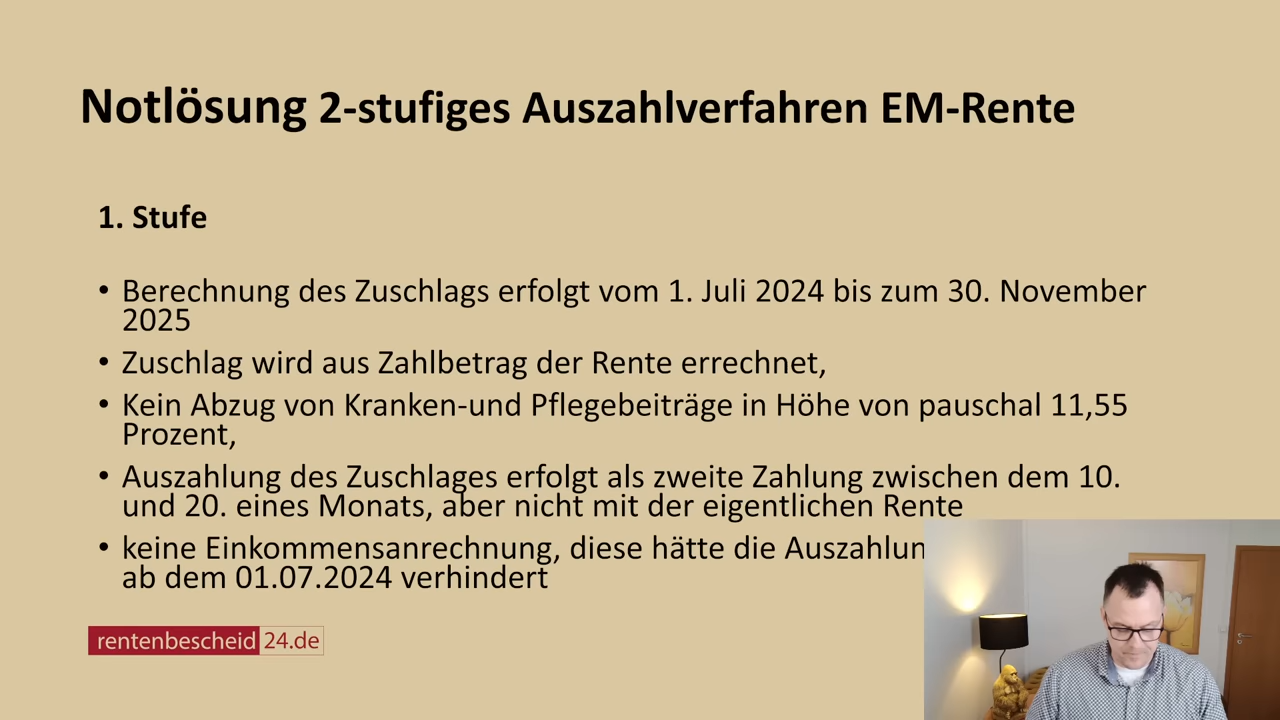 Notlösung 2-stufiges Auszahlverfahren EM-Rente
1. Stufe
• Berechnung des Zuschlags erfolgt vom 1. Juli 2024 bis zum 30. November
2025
• Zuschlag wird aus Zahlbetrag der Rente errechnet,
• Kein Abzug von Kranken-und Pflegebeiträge in Höhe von pauschal 11,55
Prozent,
• Auszahlung des Zuschlages erfolgt als zweite Zahlung zwischen dem 10.
und 20. eines Monats, aber nicht mit der eigentlichen Rente
• keine Einkommensanrechnung, diese hätte die
ab dem 01.07.2024 verhindert
rentenbescheid 24.de